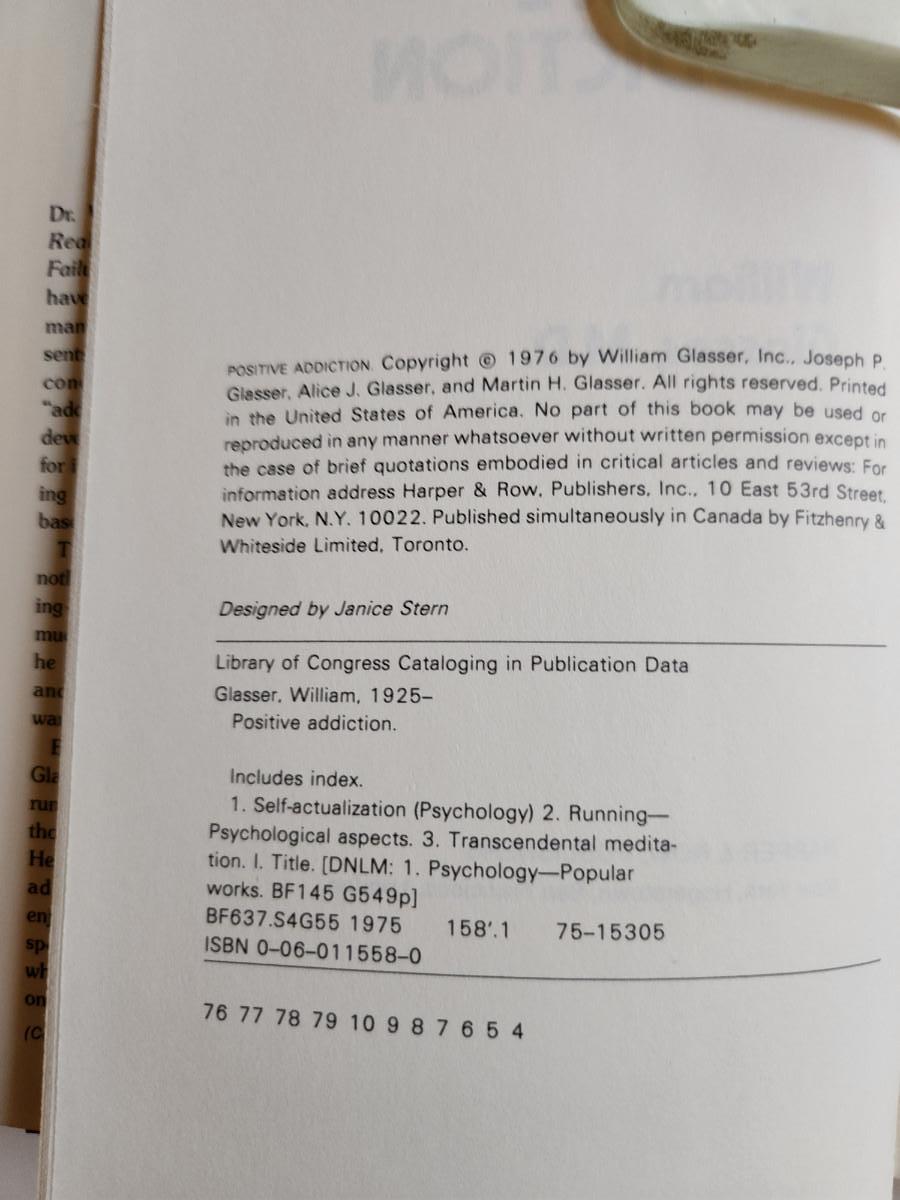 Dr.
have
POSITIVE ADDICTION. Copyright © 1976 by William Glasser, Inc., Joseph P.
Glasser, Alice J. Glasser, and Martin H. Glasser. All rights reserved. Printed
in the United States of America. No part of this book may be used or
reproduced in any manner whatsoever without written permission except in
the case of brief quotations embodied in critical articles and reviews: For
information address Harper & Row, Publishers, Inc., 10 East 53rd Street,
New York, N.Y. 10022. Published simultaneously in Canada by Fitzhenry &
Whiteside Limited, Toronto.
Designed by Janice Stern
Library of Congress Cataloging in Publication Data
Glasser, William, 1925–
Positive addiction.
Includes index.
1. Self-actualization (Psychology) 2. Running—
Psychological aspects. 3. Transcendental medita-
tion. I. Title. [DNLM: 1. Psychology—Popular
works. BF145 G549p]
BF637.S4G55 1975 158'.1 75–15305
ISBN 0–06–011558–0
76 77 78 79 10 9 8 7 6 5 4